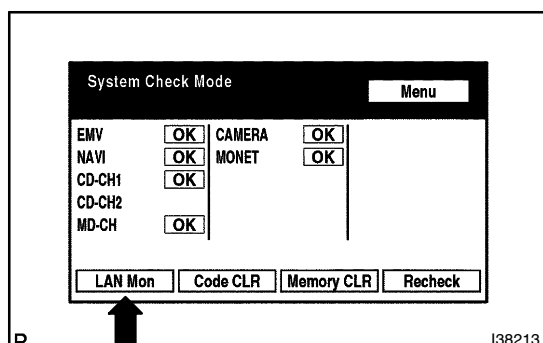 System Check Mode
Menu
EMV OK CAMERA OK
NAVI OK MONET OK
CD-CH1 OK
CD-CH2
MD-CH OK
LAN Mon Code CLR Memory CLR Recheck
P I38213